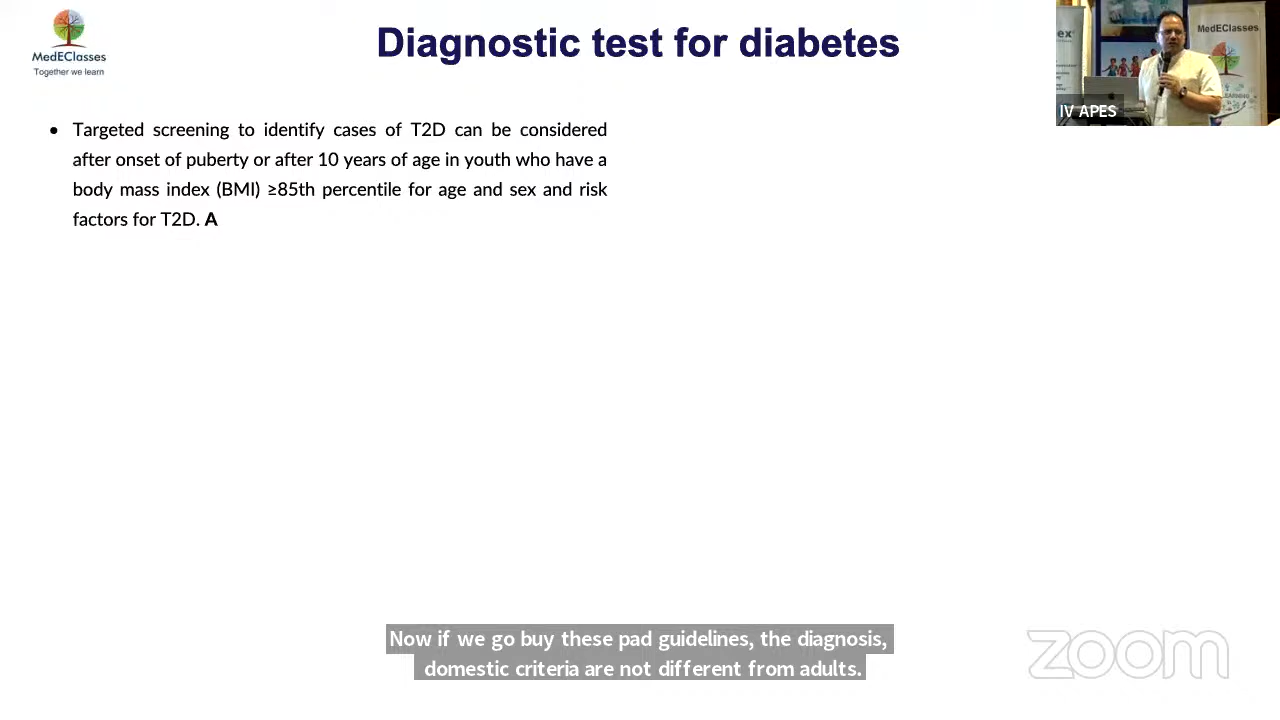 MedEClasses
Together we learn
Diagnostic test for diabetes
MedEClasses
IV APES
• Targeted screening to identify cases of T2D can be considered
after onset of puberty or after 10 years of age in youth who have a
body mass index (BMI) ≥85th percentile for age and sex and risk
factors for T2D. A
Now if we go buy these pad guidelines, the diagnosis,
domestic criteria are not different from adults.
zoom